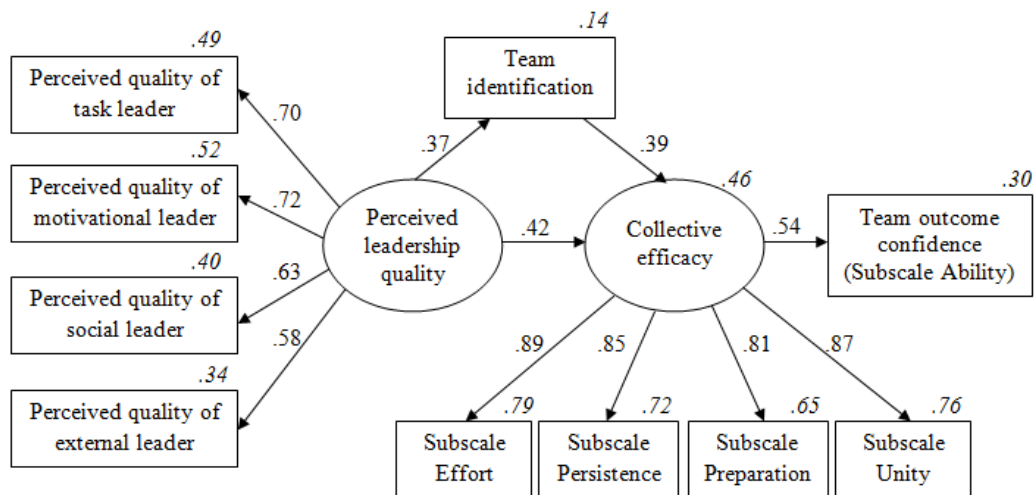 .49
Perceived quality of
task leader
.70
.52
Perceived quality of
motivational leader
.72
.40
Perceived quality of
social leader
.63
.34
Perceived quality of
external leader
.58
Perceived
leadership
quality
.37
.14
Team
identification
.39
.42
.46
Collective
efficacy
.54
.30
Team outcome
confidence
(Subscale Ability)
.89
.79
Subscale
Effort
.85
.72
Subscale
Persistence
.81
.65
Subscale
Preparation
.87
.76
Subscale
Unity